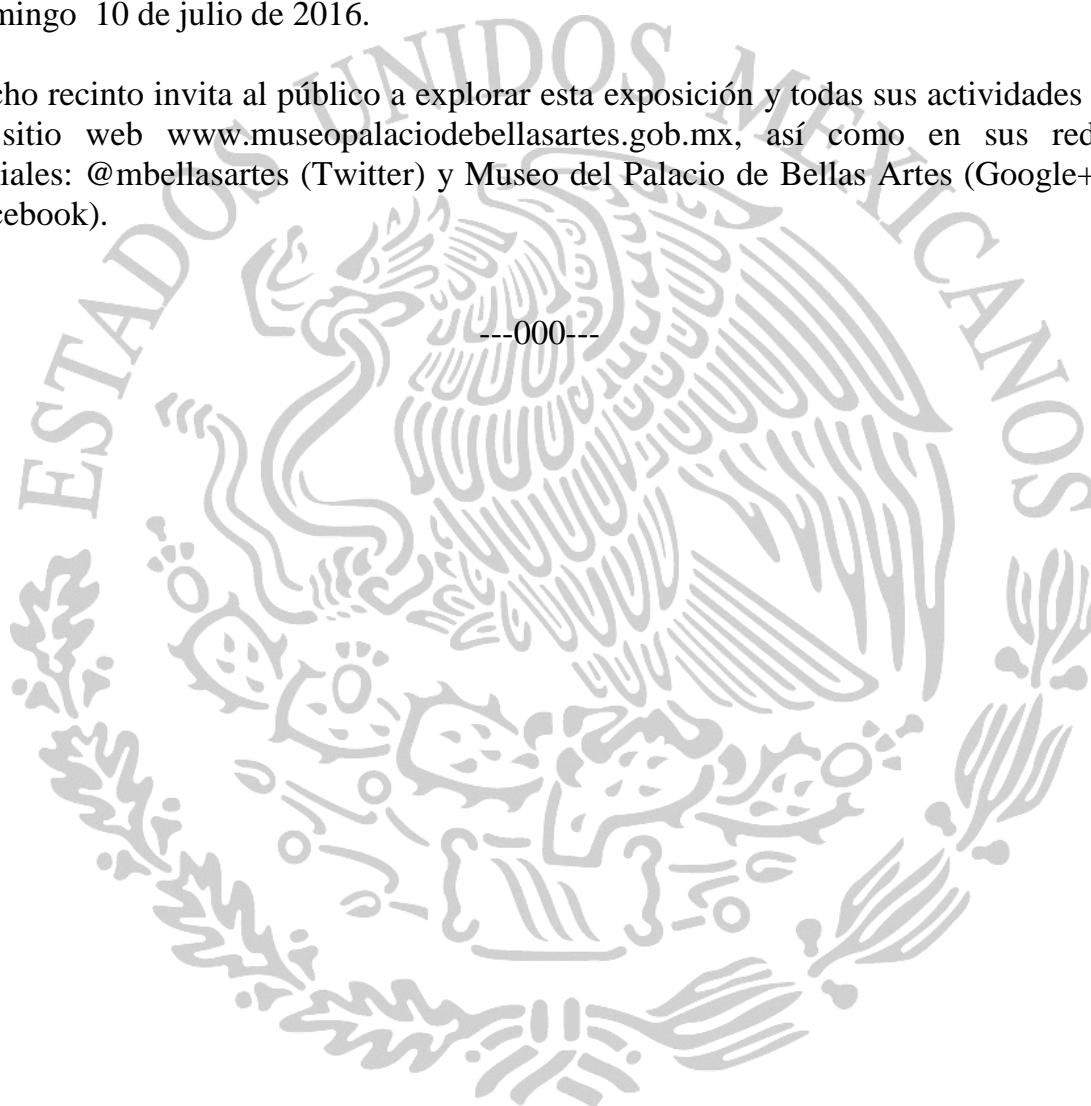 mingo 10 de julio de 2016.
cho recinto invita al público a explorar esta exposición y todas sus actividades
sitio web www.museopalaciodebellasartes.gob.mx, así como en sus red
iales: @mbellasartes (Twitter) y Museo del Palacio de Bellas Artes (Google+
cebook).
---000---
ESTADOS UNIDOS MEXICANOS